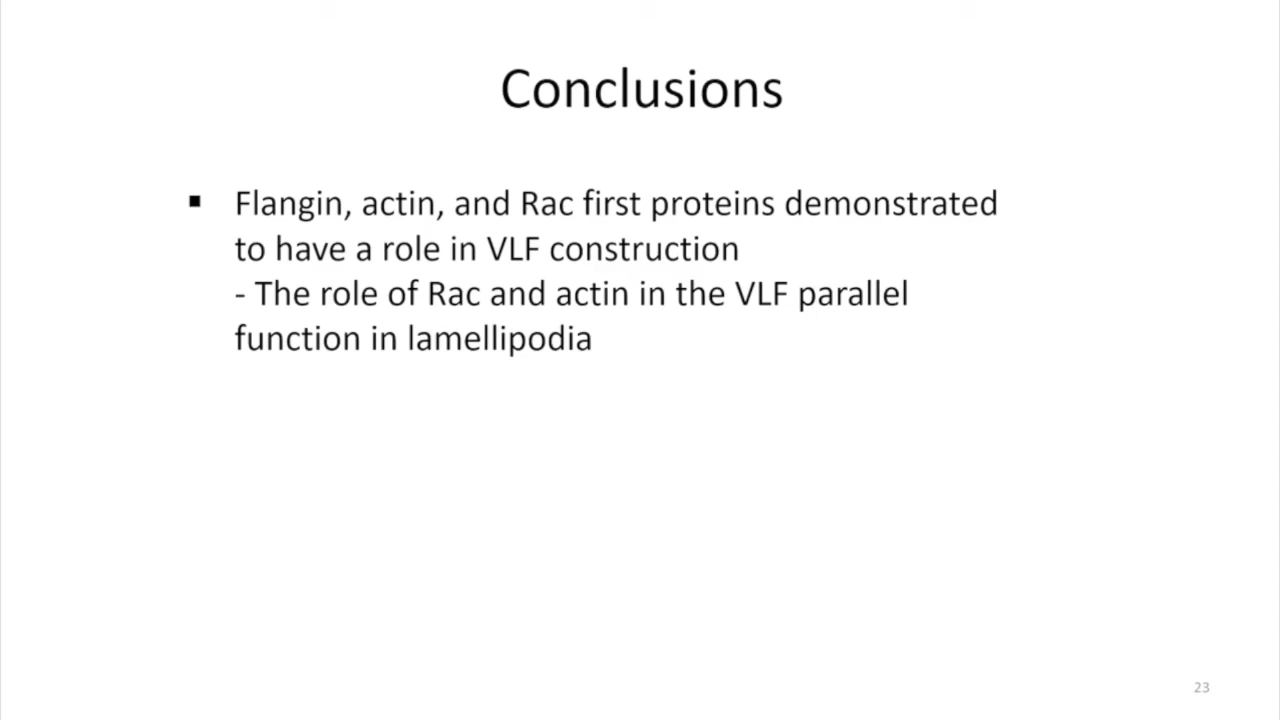 Conclusions
▪ Flangin, actin, and Rac first proteins demonstrated
to have a role in VLF construction
- The role of Rac and actin in the VLF parallel
function in lamellipodia
23